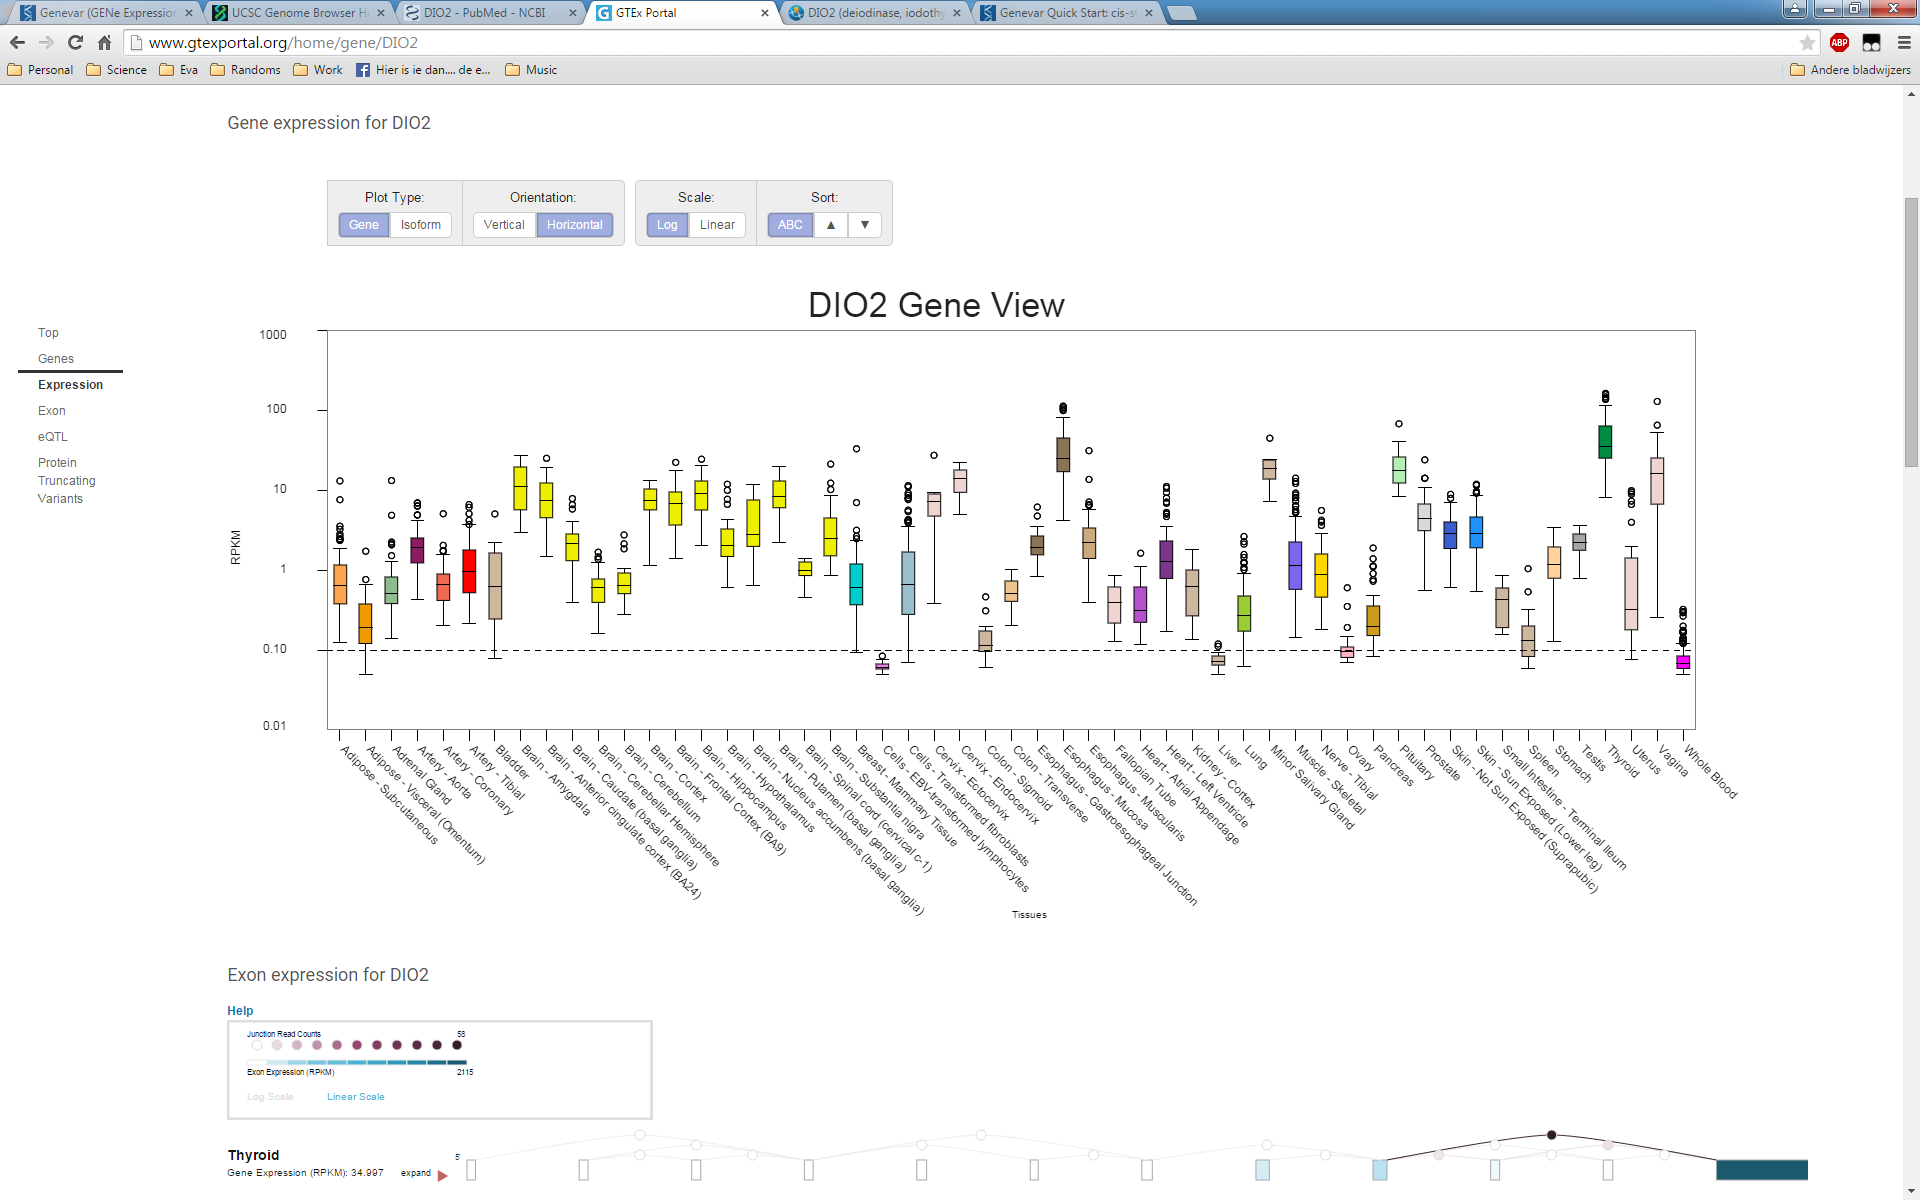 Genevar (GENe Expression
UCSC Genome Browser H
DIO2 - PubMed - NCBI
GTEx Portal
DIO2 (deiodinase, iodothy
Genevar Quick Start: cis-s
www.gtexportal.org/home/gene/DIO2
ABP
Personal
Science
Eva
Randoms
Work
Hier is ie dan.... de e...
Music
Andere bladwijzers
Gene expression for DIO2
Plot Type: Orientation: Scale: Sort:
Gene Isoform Vertical Horizontal Log Linear ABC ▲ ▼
DIO2 Gene View
Top
Genes
Expression
Exon
eQTL
Protein
Truncating
Variants
RPKM
1000
100
10
1
0.10
0.01
Adipose - Subcutaneous
Adipose - Visceral (Omentum)
Adrenal Gland
Artery - Aorta
Artery - Coronary
Artery - Tibial
Bladder
Brain - Amygdala
Brain - Anterior cingulate cortex (BA24)
Brain - Caudate (basal ganglia)
Brain - Cerebellar Hemisphere
Brain - Cerebellum
Brain - Cortex
Brain - Frontal Cortex (BA9)
Brain - Hippocampus
Brain - Hypothalamus
Brain - Nucleus accumbens (basal ganglia)
Brain - Putamen (basal ganglia)
Brain - Spinal cord (cervical c-1)
Brain - Substantia nigra
Breast - Mammary Tissue
Cells - EBV-transformed lymphocytes
Cells - Transformed fibroblasts
Cervix - Ectocervix
Cervix - Endocervix
Colon - Sigmoid
Colon - Transverse
Esophagus - Gastroesophageal Junction
Esophagus - Mucosa
Esophagus - Muscularis
Fallopian Tube
Heart - Atrial Appendage
Heart - Left Ventricle
Kidney - Cortex
Liver
Lung
Minor Salivary Gland
Muscle - Skeletal
Nerve - Tibial
Ovary
Pancreas
Pituitary
Prostate
Skin - Not Sun Exposed (Suprapubic)
Skin - Sun Exposed (Lower leg)
Small Intestine - Terminal Ileum
Spleen
Stomach
Testis
Thyroid
Uterus
Vagina
Whole Blood
Tissues
Exon expression for DIO2
Help
Junction Read Counts 58
Exon Expression (RPKM) 2115
Log Scale Linear Scale
Thyroid 5'
Gene Expression (RPKM): 34.997 expand